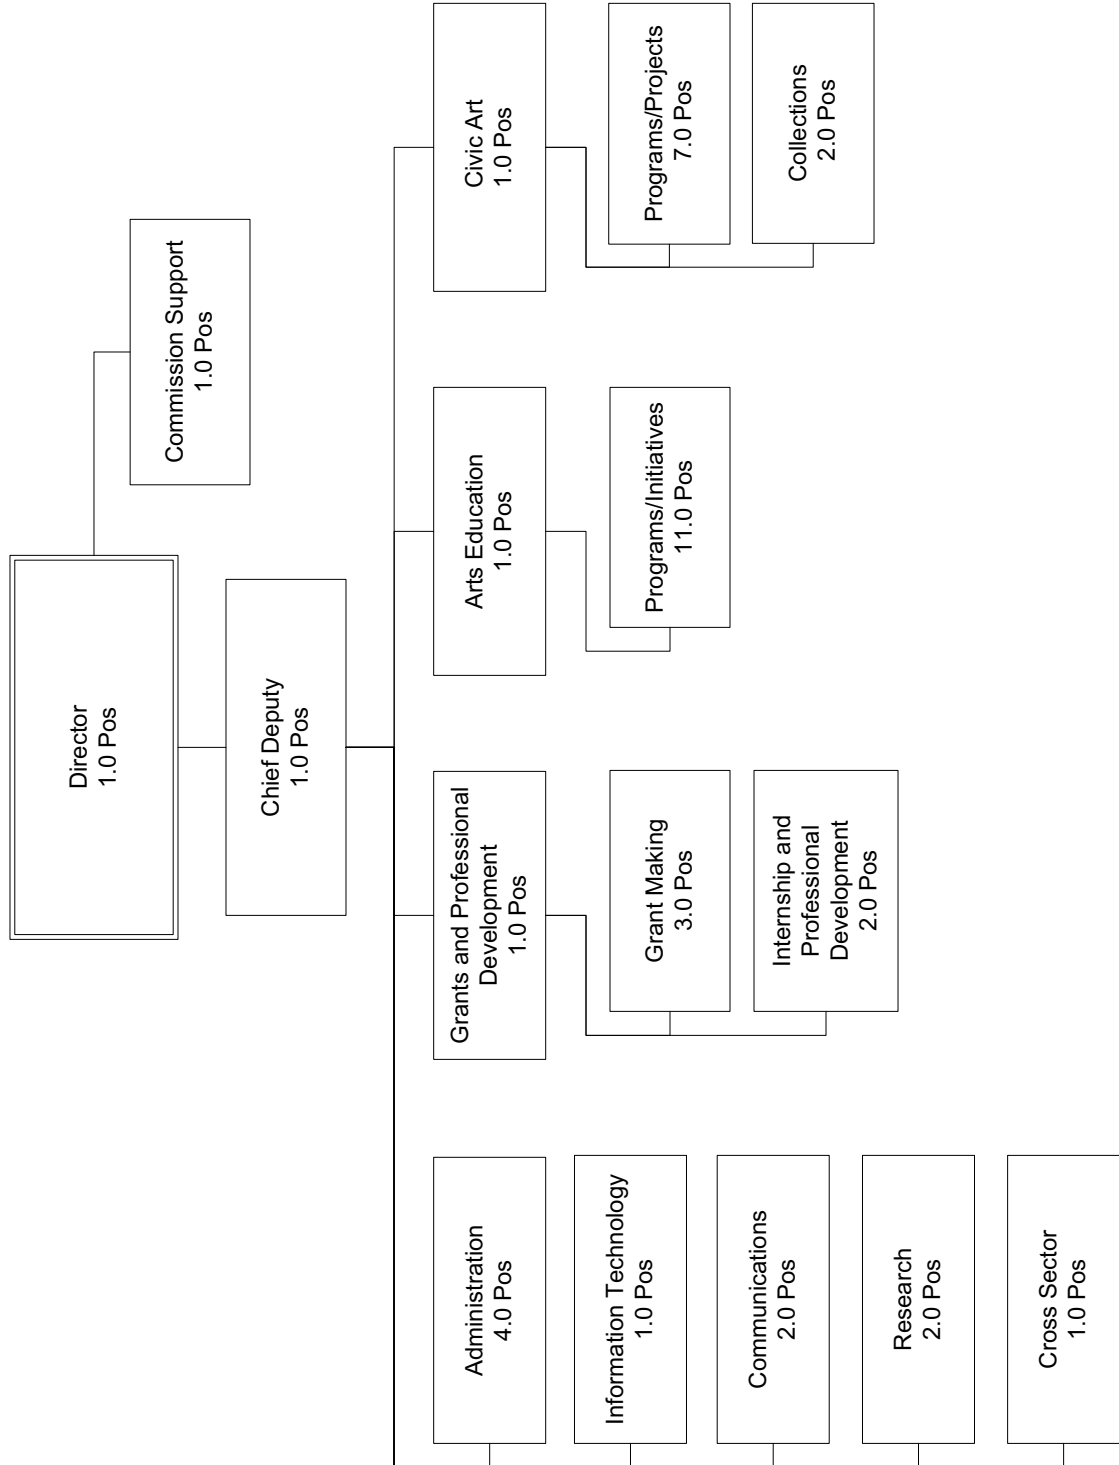 Director
1.0 Pos
Commission Support
1.0 Pos
Chief Deputy
1.0 Pos
Administration
4.0 Pos
Information Technology
1.0 Pos
Communications
2.0 Pos
Research
2.0 Pos
Cross Sector
1.0 Pos
Grants and Professional
Development
1.0 Pos
Grant Making
3.0 Pos
Internship and
Professional
Development
2.0 Pos
Arts Education
1.0 Pos
Programs/Initiatives
11.0 Pos
Civic Art
1.0 Pos
Programs/Projects
7.0 Pos
Collections
2.0 Pos